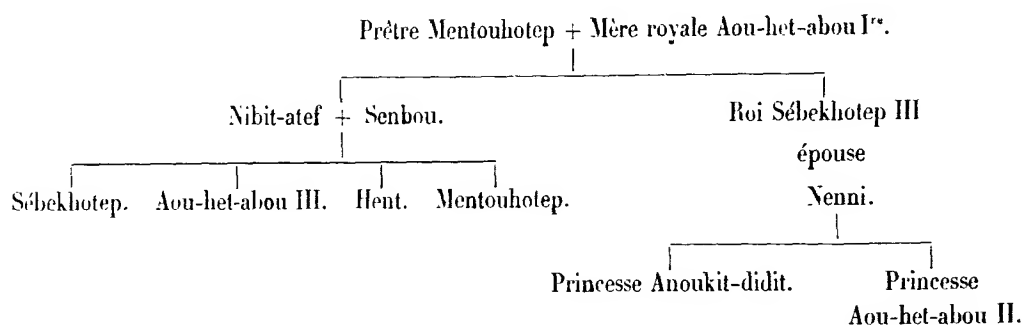 Prêtre Mentouhotep + Mère royale Aou-het-abou Iʳᵉ.
Nibit-atef + Senbou.
Roi Sébekhotep III
épouse
Nenni.
Sébekhotep. Aou-het-abou III. Hent. Mentouhotep.
Princesse Anoukit-didit.
Princesse
Aou-het-abou II.